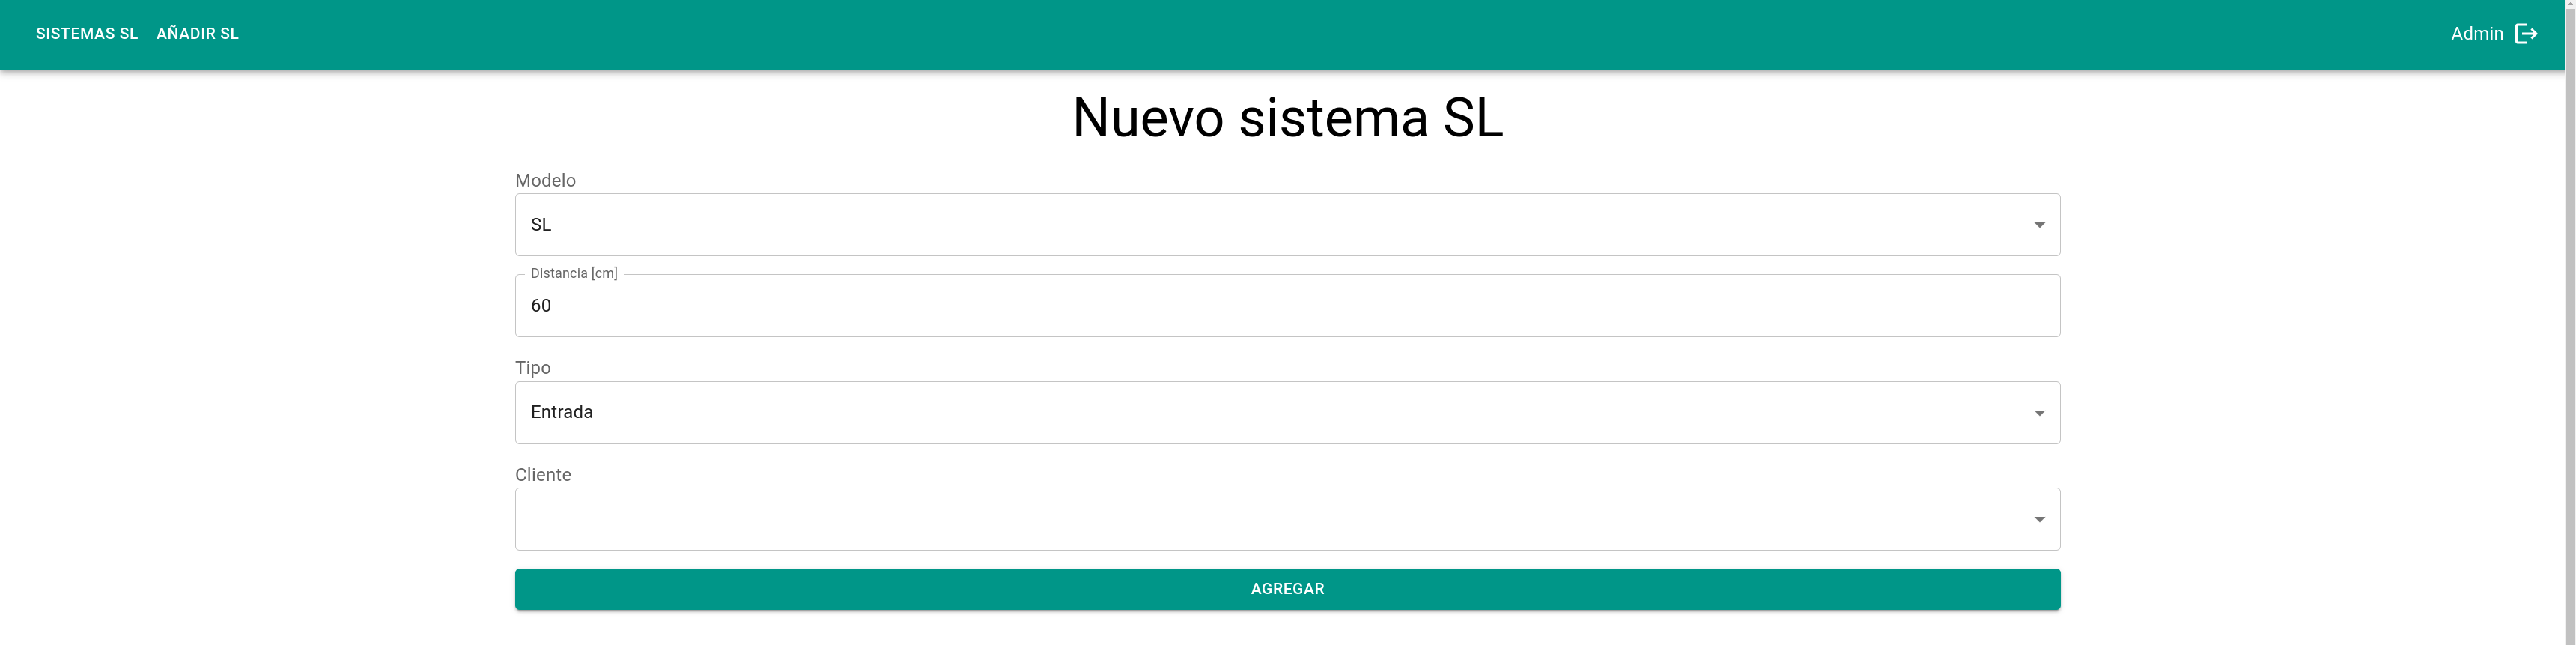 SISTEMAS SL AÑADIR SL Admin
Nuevo sistema SL
Modelo
SL
Distancia [cm]
60
Tipo
Entrada
Cliente
AGREGAR